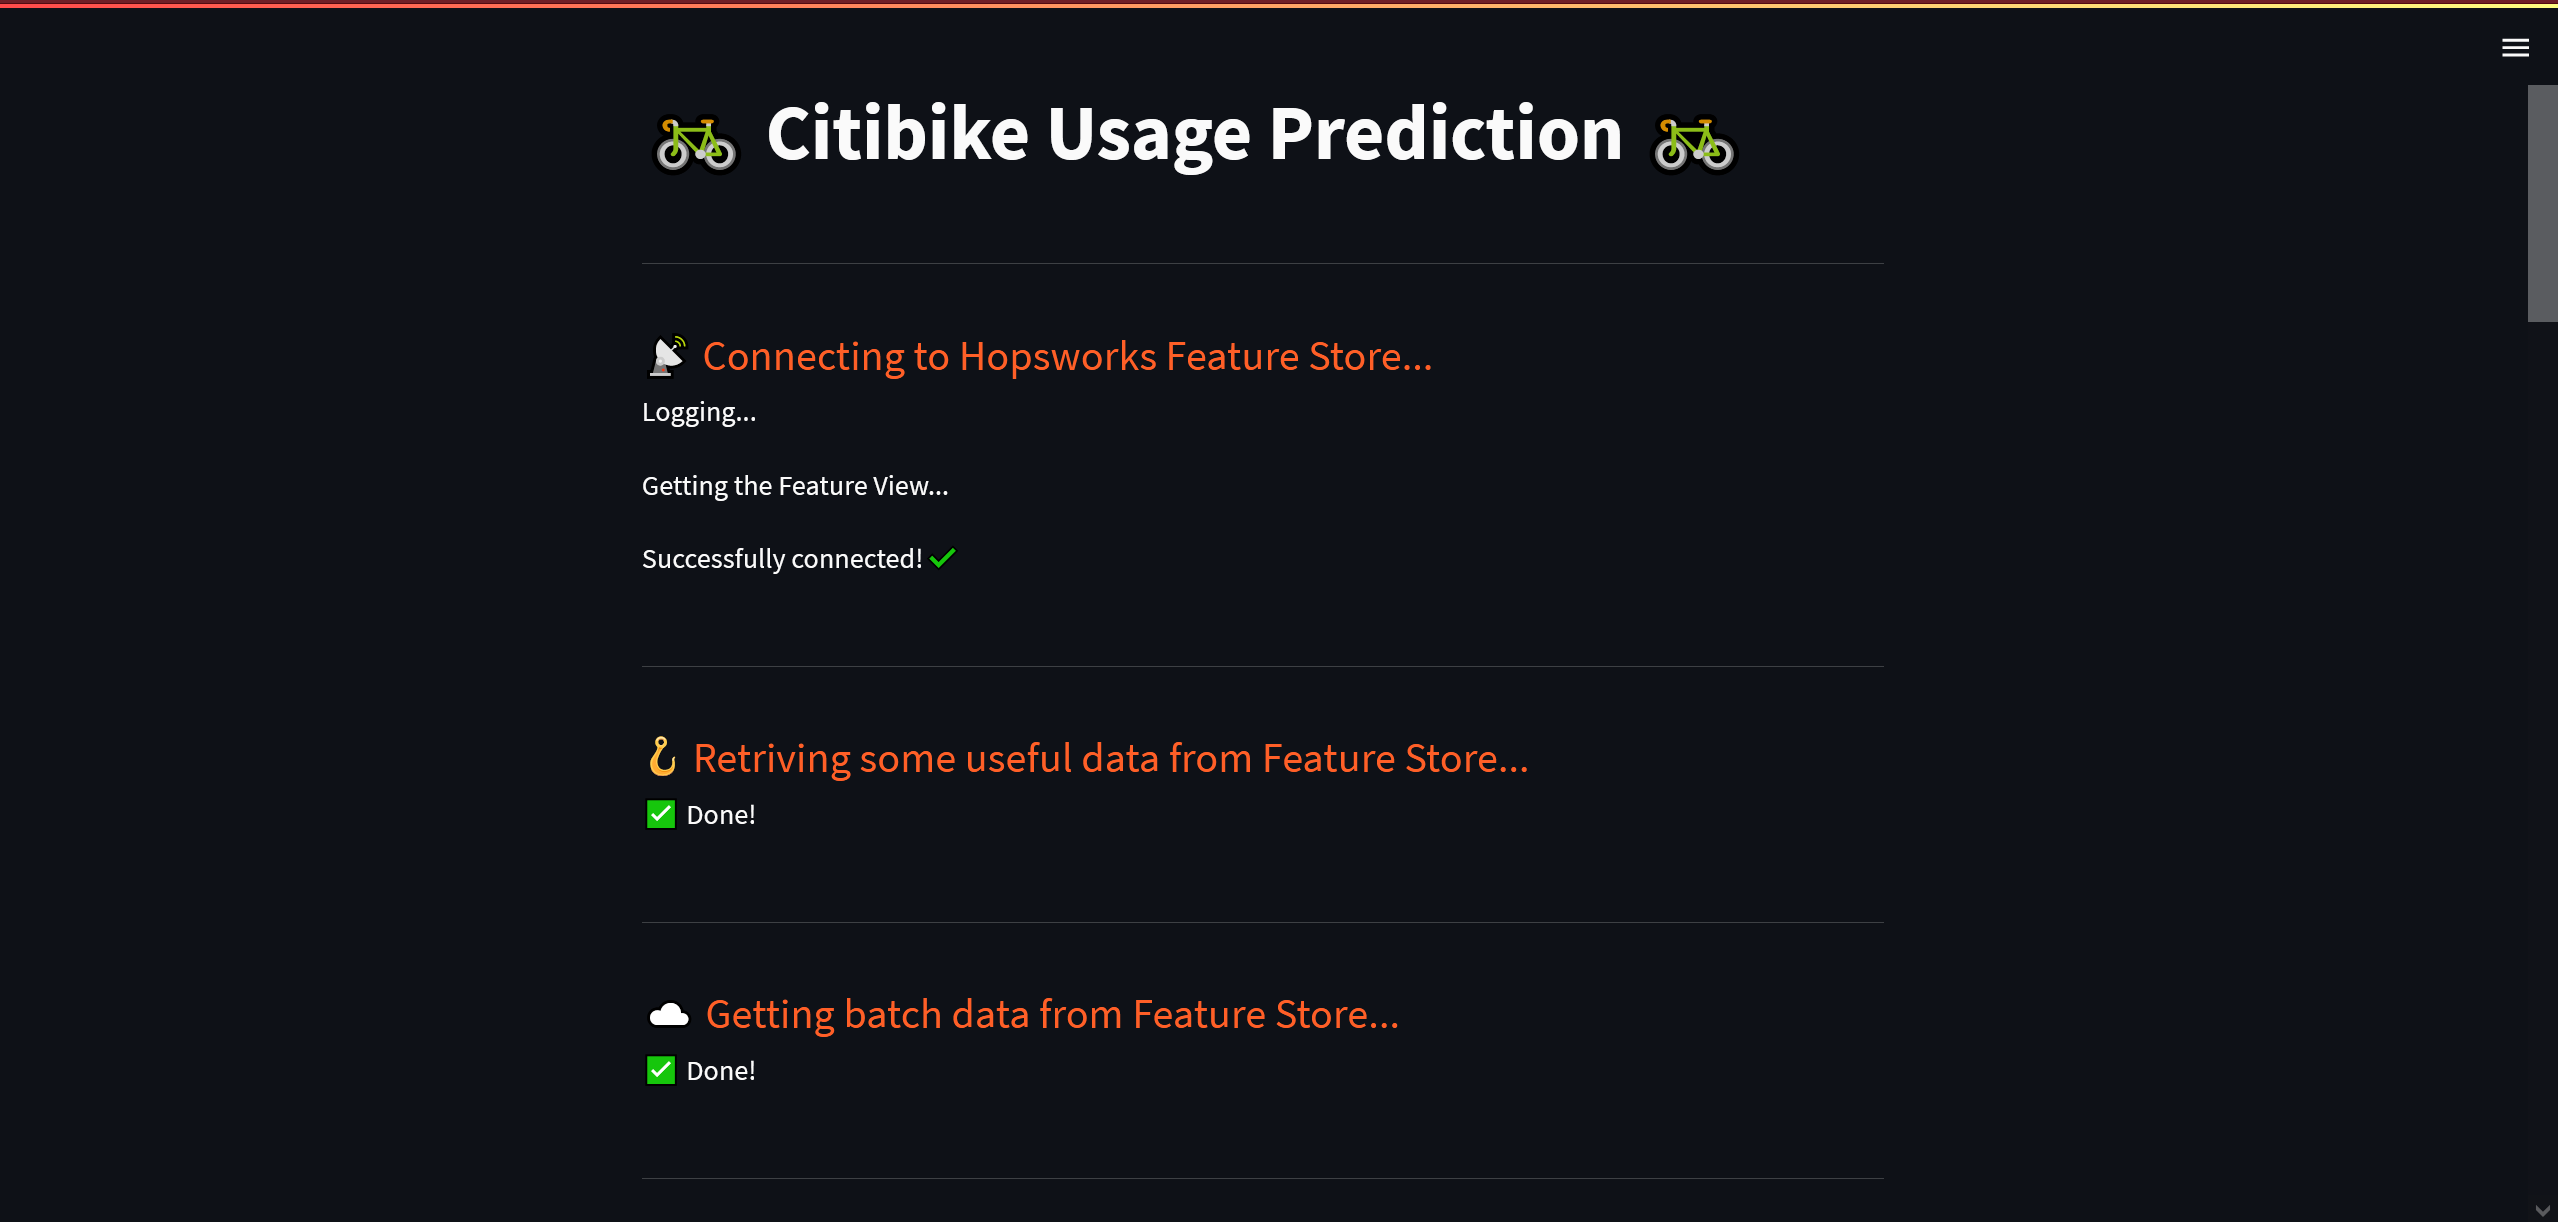 Citibike Usage Prediction
Connecting to Hopsworks Feature Store...
Logging...
Getting the Feature View...
Successfully connected!
Retriving some useful data from Feature Store...
Done!
Getting batch data from Feature Store...
Done!